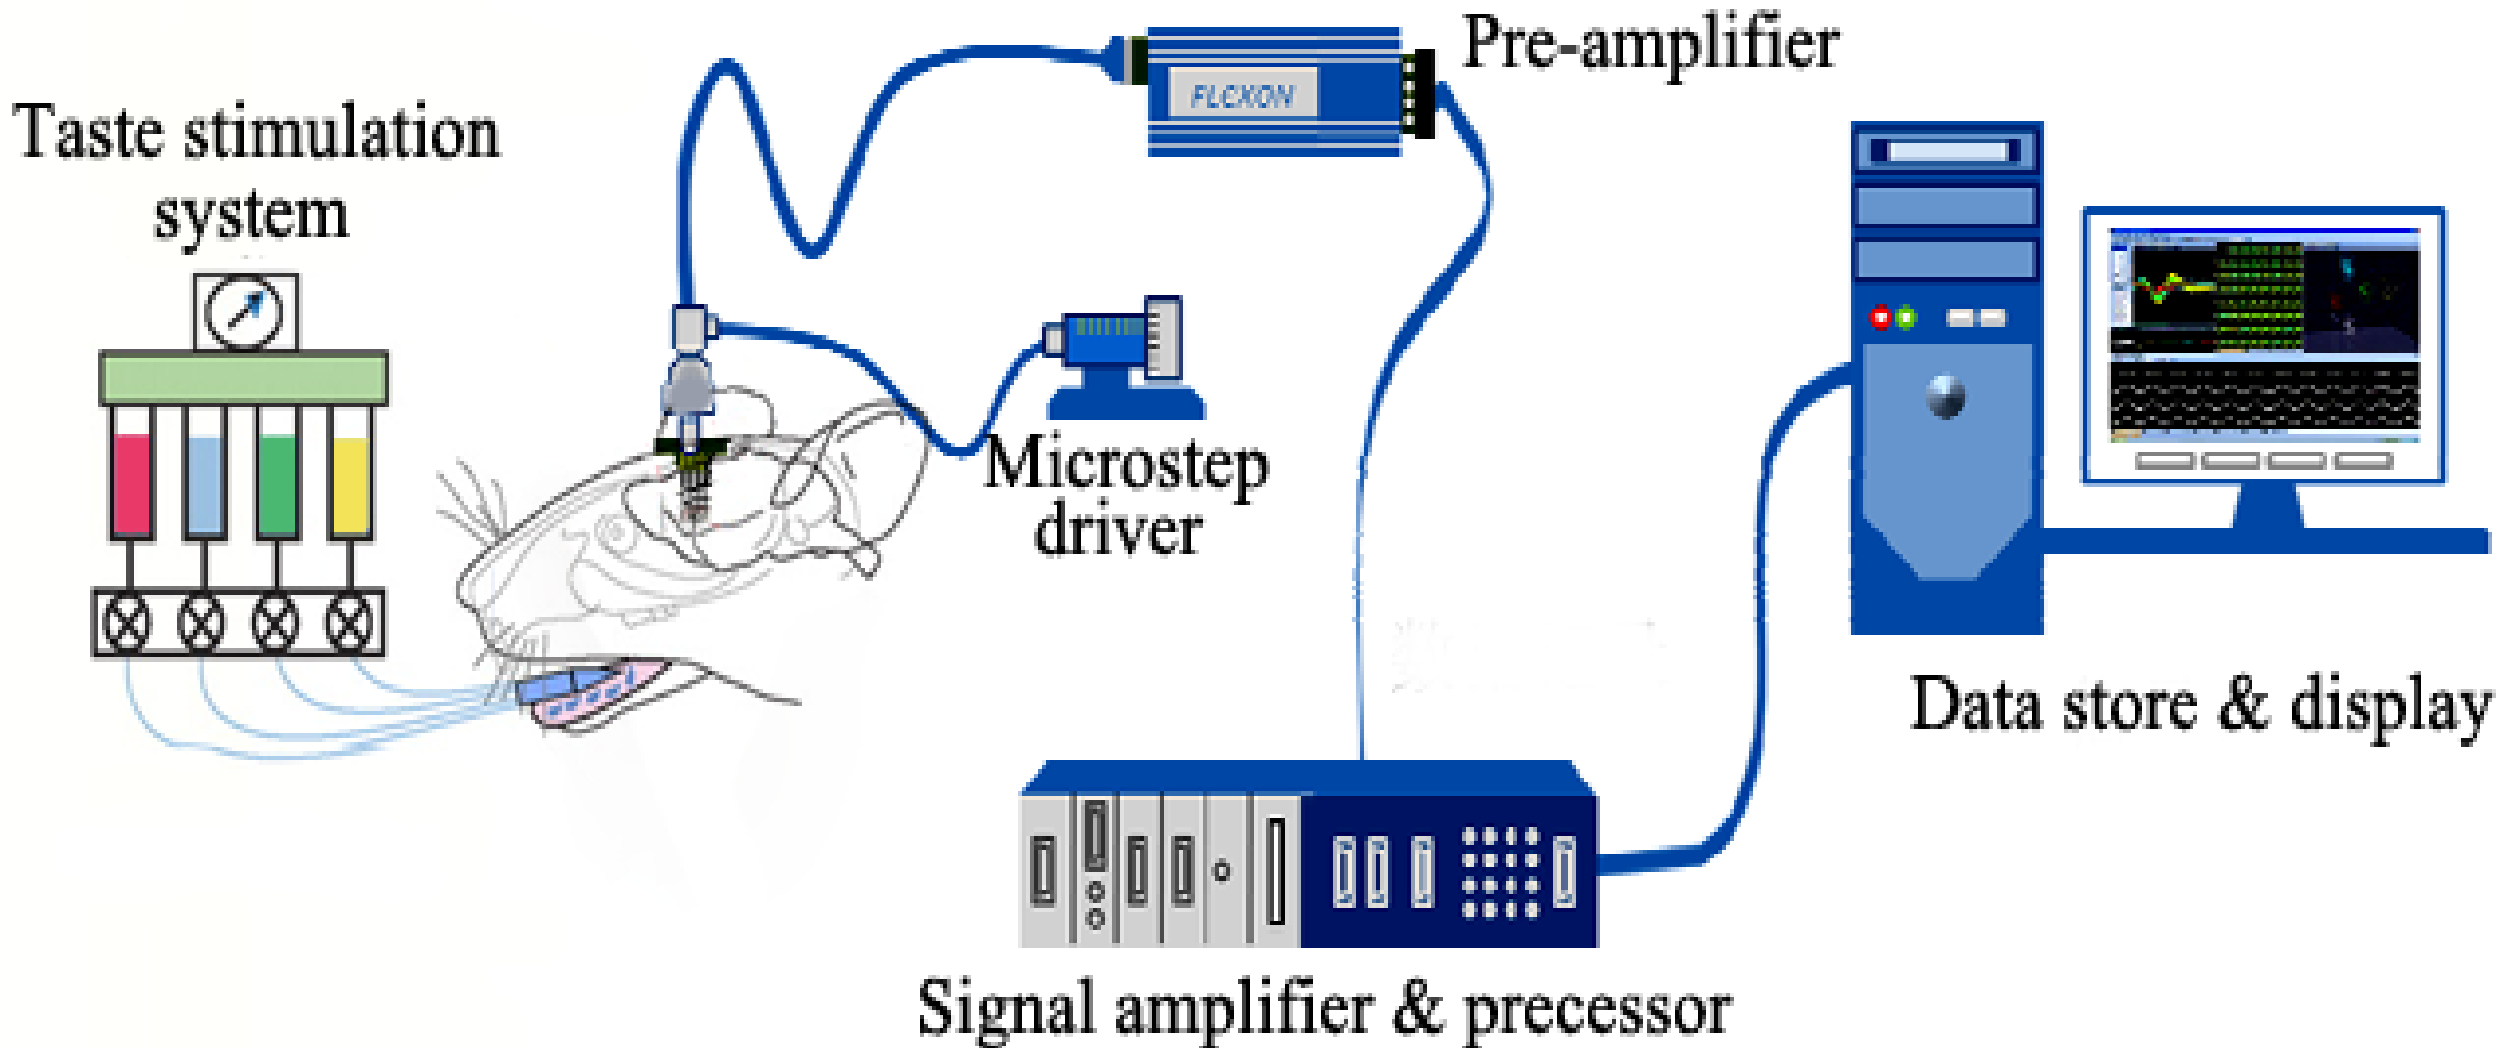 Taste stimulation
system
FLEXON
Pre-amplifier
Microstep
driver
Data store & display
Signal amplifier & precessor